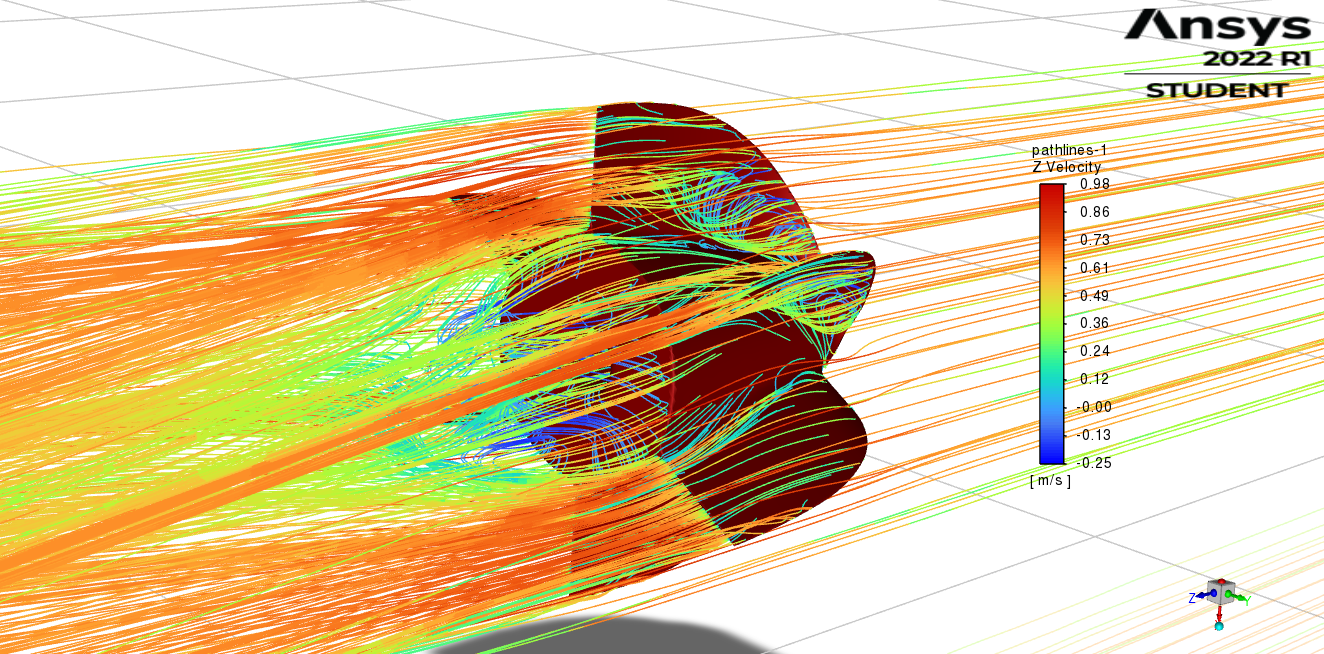 Ansys
2022 R1
STUDENT
pathlines-1
Z Velocity
0.98
0.86
0.73
0.61
0.49
0.36
0.24
0.12
-0.00
-0.13
-0.25
[ m/s ]
Z
Y